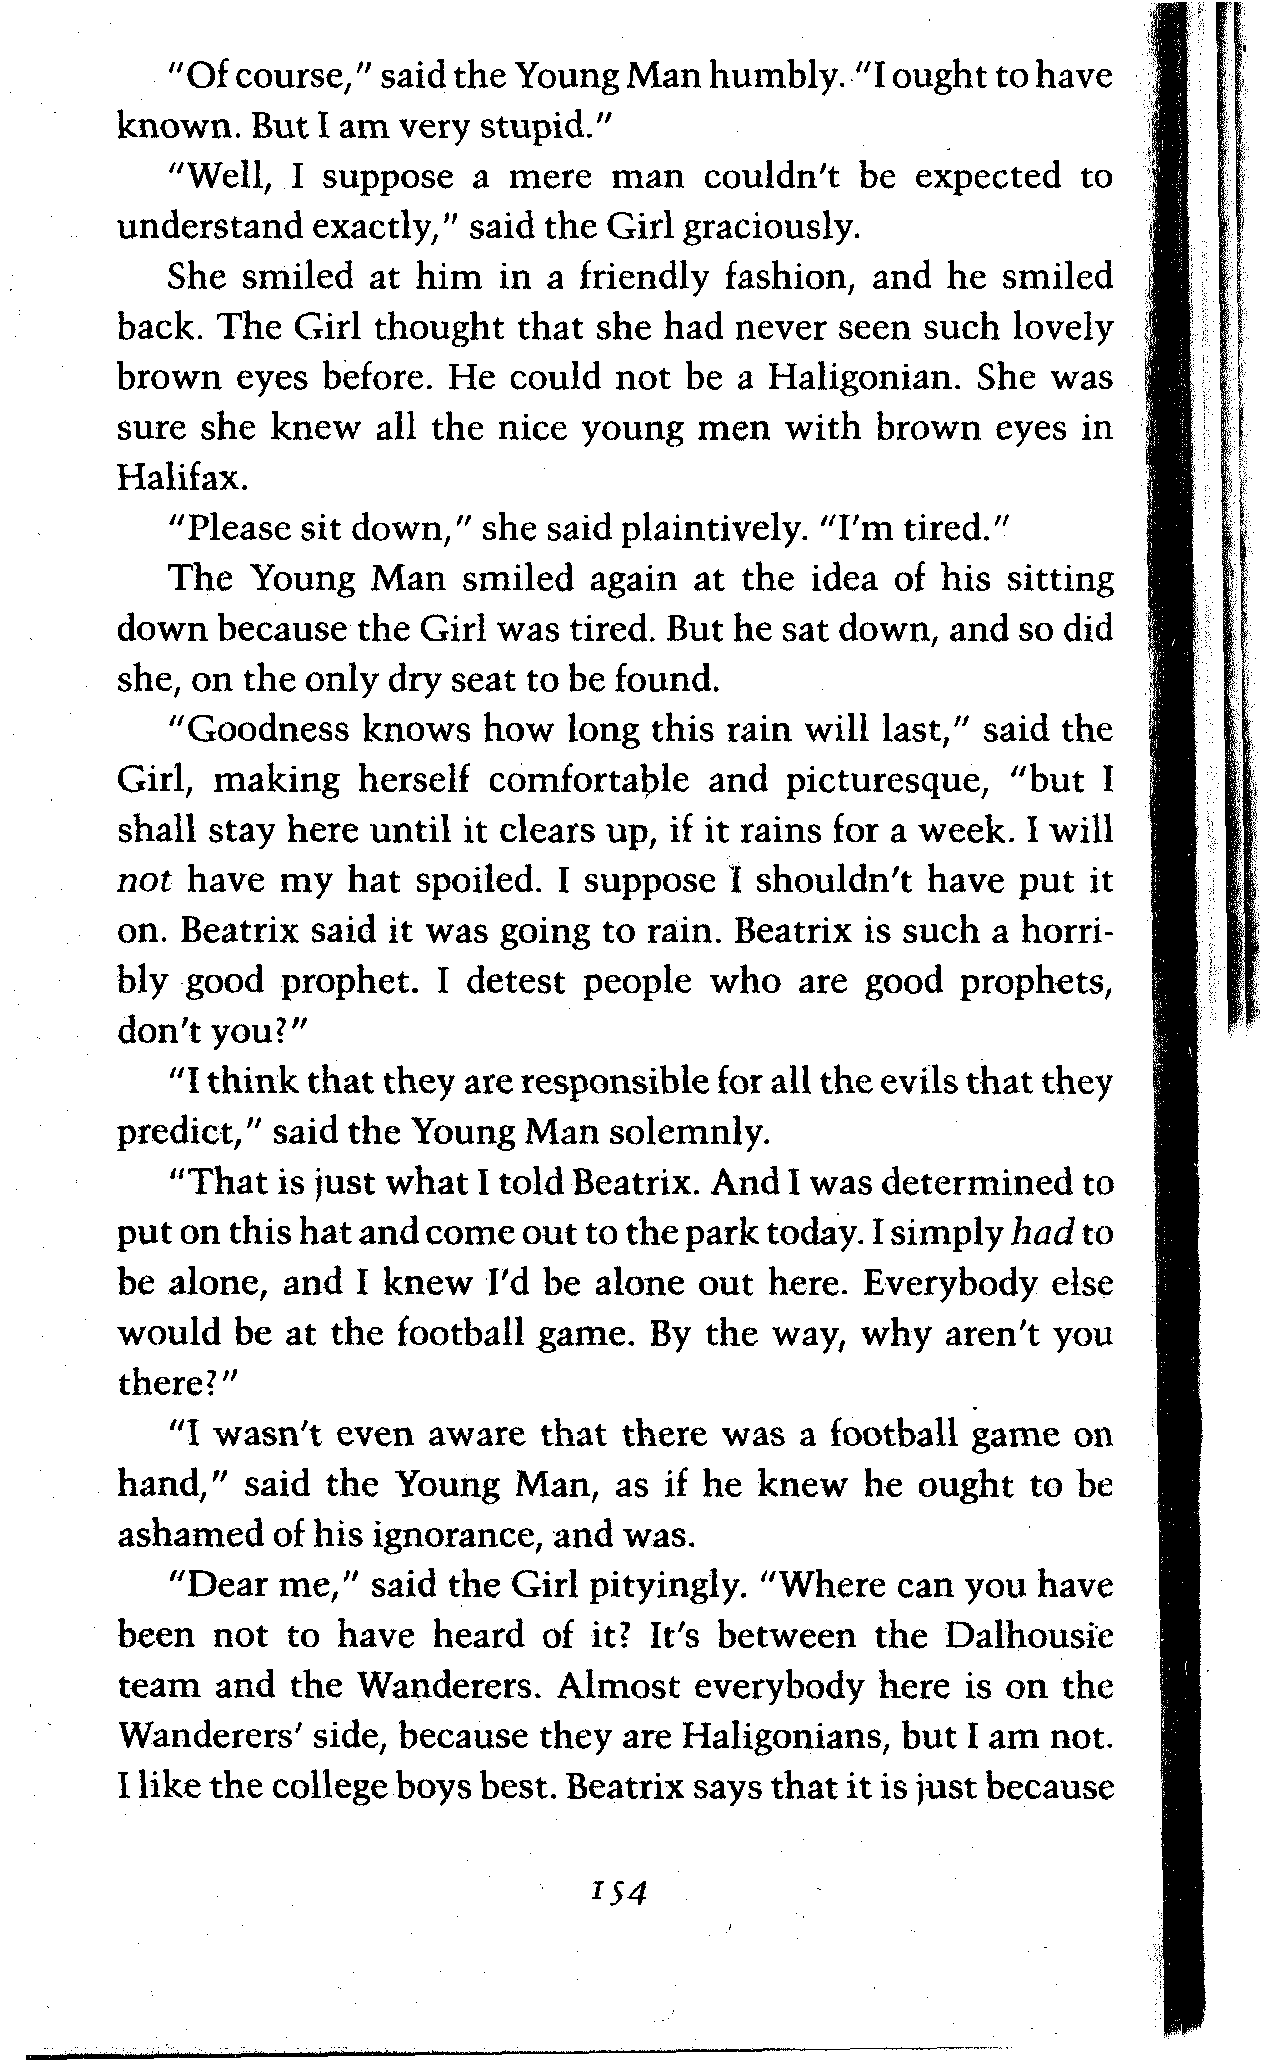 "Of course," said the Young Man humbly. "I ought to have
known. But I am very stupid."
"Well, I suppose a mere man couldn't be expected to
understand exactly," said the Girl graciously.
She smiled at him in a friendly fashion, and he smiled
back. The Girl thought that she had never seen such lovely
brown eyes before. He could not be a Haligonian. She was
sure she knew all the nice young men with brown eyes in
Halifax.
"Please sit down," she said plaintively. "I'm tired."
The Young Man smiled again at the idea of his sitting
down because the Girl was tired. But he sat down, and so did
she, on the only dry seat to be found.
"Goodness knows how long this rain will last," said the
Girl, making herself comfortable and picturesque, "but I
shall stay here until it clears up, if it rains for a week. I will
not have my hat spoiled. I suppose I shouldn't have put it
on. Beatrix said it was going to rain. Beatrix is such a horri-
bly good prophet. I detest people who are good prophets,
don't you?"
"I think that they are responsible for all the evils that they
predict," said the Young Man solemnly.
"That is just what I told Beatrix. And I was determined to
put on this hat and come out to the park today. I simply had to
be alone, and I knew I'd be alone out here. Everybody else
would be at the football game. By the way, why aren't you
there?"
"I wasn't even aware that there was a football game on
hand," said the Young Man, as if he knew he ought to be
ashamed of his ignorance, and was.
"Dear me," said the Girl pityingly. "Where can you have
been not to have heard of it? It's between the Dalhousie
team and the Wanderers. Almost everybody here is on the
Wanderers' side, because they are Haligonians, but I am not.
I like the college boys best. Beatrix says that it is just because
154